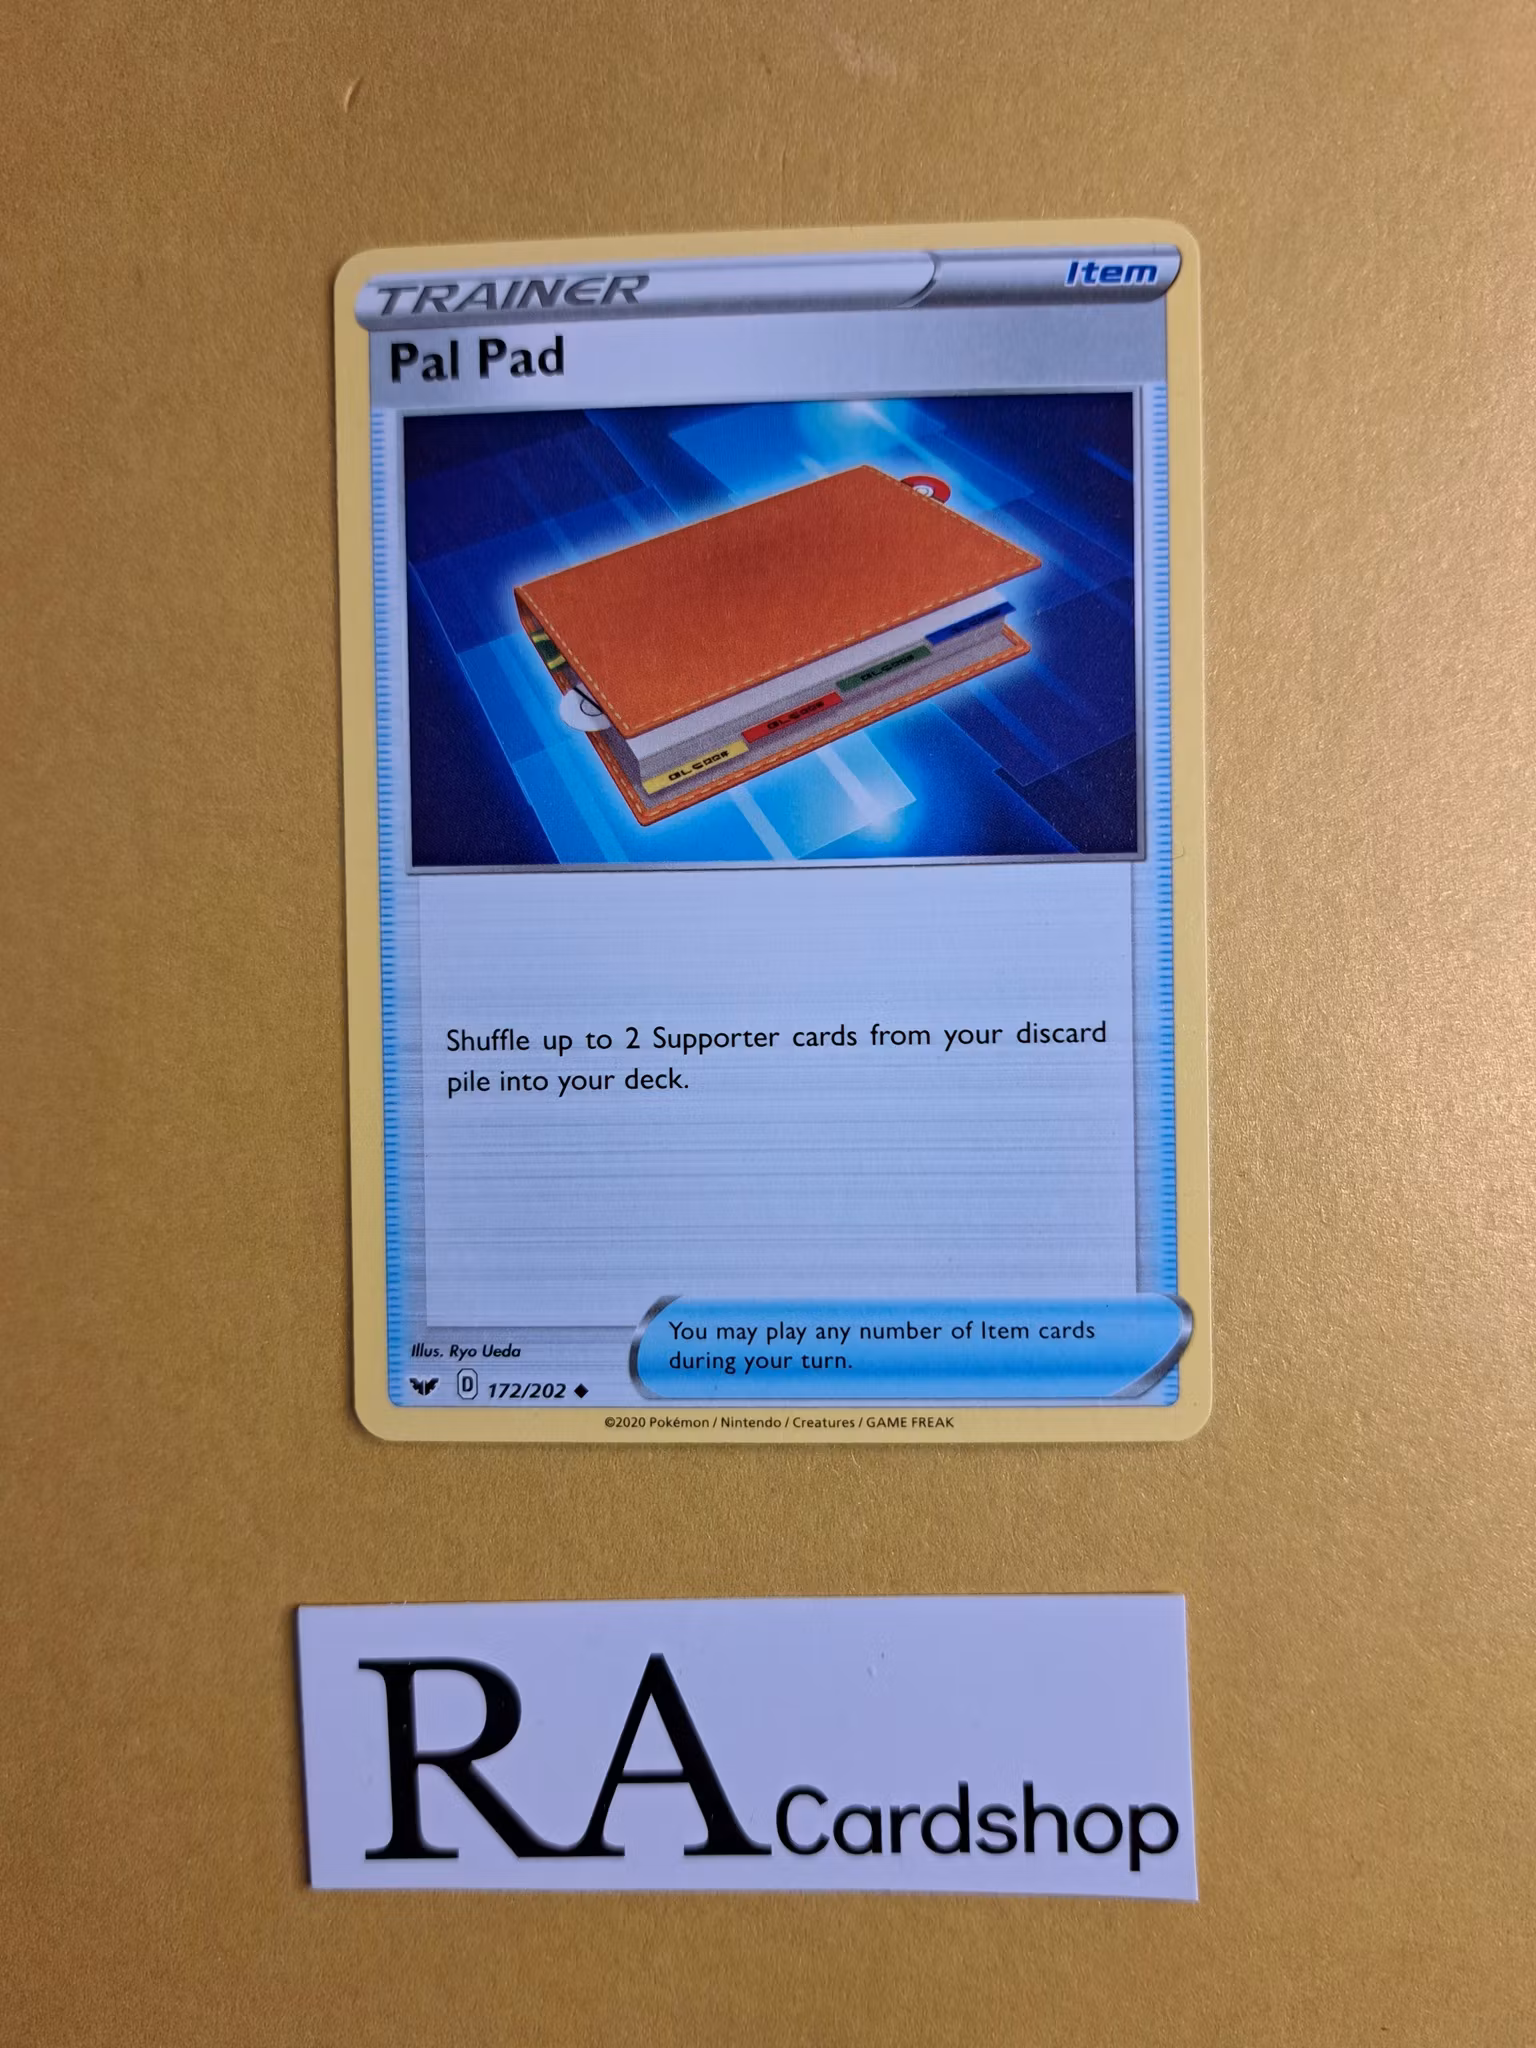 TRAINER
Item
Pal Pad
Shuffle up to 2 Supporter cards from your discard
pile into your deck.
You may play any number of Item cards
during your turn.
Illus. Ryo Ueda
D 172/202
©2020 Pokémon / Nintendo / Creatures / GAME FREAK
RA Cardshop